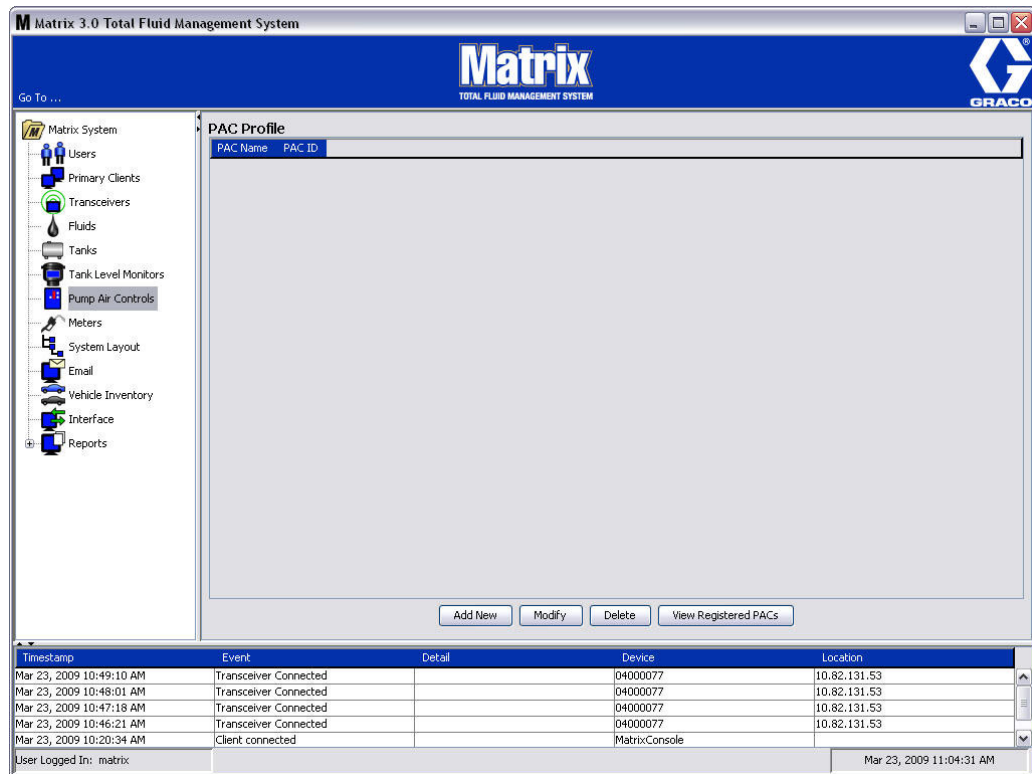 Matrix 3.0 Total Fluid Management System
Matrix
TOTAL FLUID MANAGEMENT SYSTEM
Go To ...
GRACO
®
Matrix System
Users
Primary Clients
Transceivers
Fluids
Tanks
Tank Level Monitors
Pump Air Controls
Meters
System Layout
Email
Vehicle Inventory
Interface
Reports
PAC Profile
PAC Name PAC ID
Add New Modify Delete View Registered PACs
Timestamp Event Detail Device Location
Mar 23, 2009 10:49:10 AM Transceiver Connected 04000077 10.82.131.53
Mar 23, 2009 10:48:01 AM Transceiver Connected 04000077 10.82.131.53
Mar 23, 2009 10:47:18 AM Transceiver Connected 04000077 10.82.131.53
Mar 23, 2009 10:46:21 AM Transceiver Connected 04000077 10.82.131.53
Mar 23, 2009 10:20:34 AM Client connected MatrixConsole
User Logged In: matrix Mar 23, 2009 11:04:31 AM